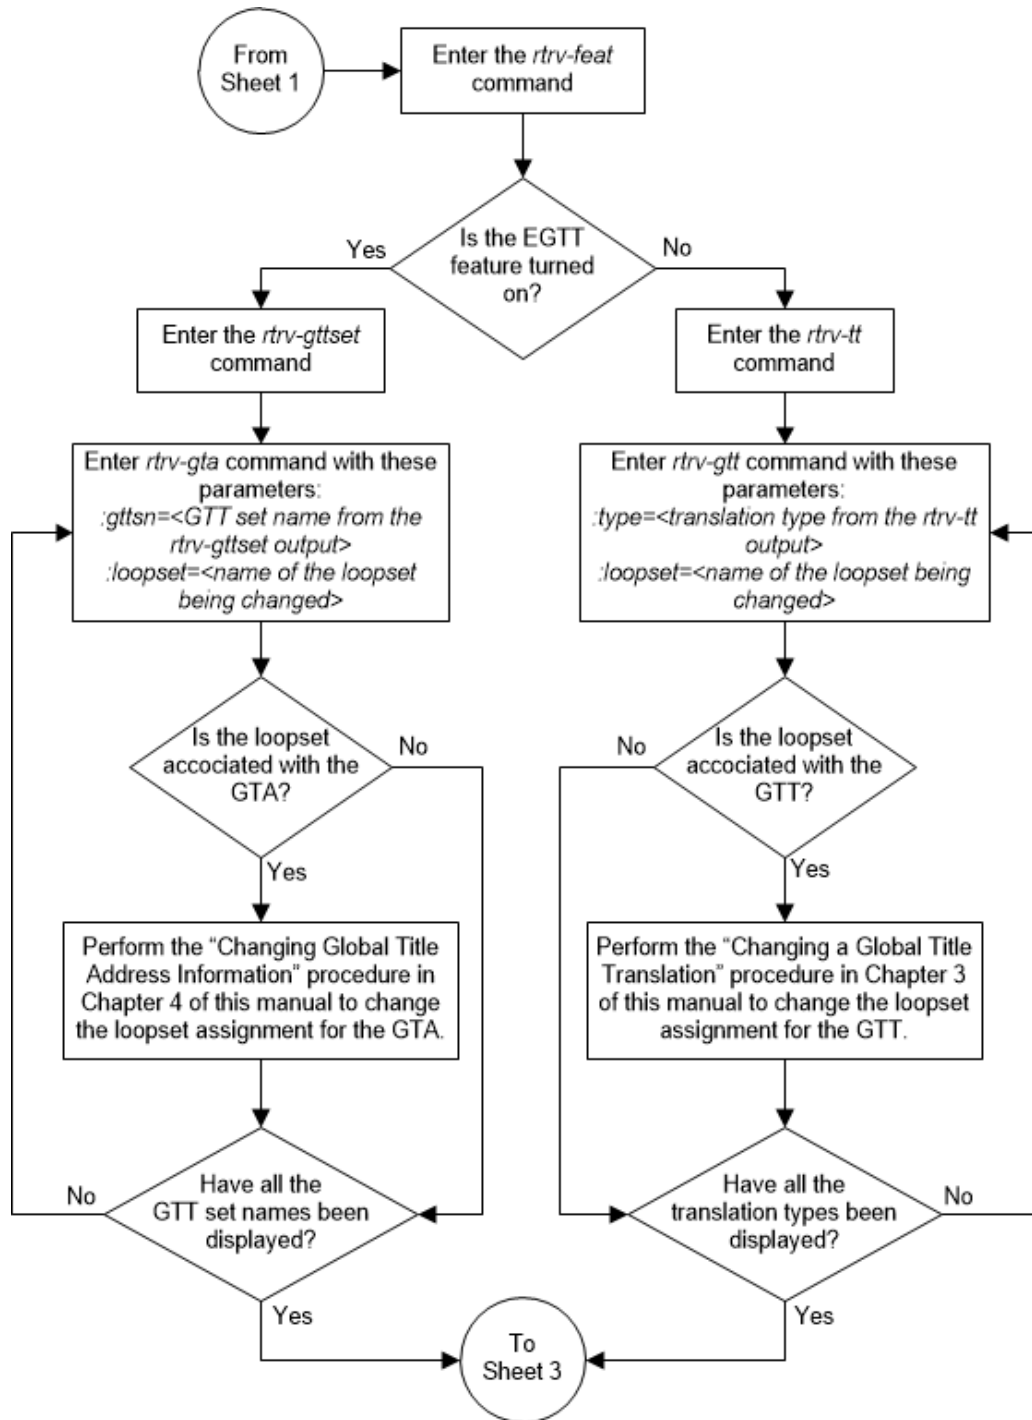 From
Sheet 1
Enter the rtrv-feat
command
Is the EGTT
feature turned
on?
Yes
No
Enter the rtrv-gttset
command
Enter the rtrv-tt
command
Enter rtrv-gta command with these
parameters:
:gttsn=<GTT set name from the
rtrv-gttset output>
:loopset=<name of the loopset
being changed>
Enter rtrv-gtt command with these
parameters:
:type=<translation type from the rtrv-tt
output>
:loopset=<name of the loopset being
changed>
Is the loopset
accociated with the
GTA?
No
Yes
No
Is the loopset
accociated with the
GTT?
Yes
Perform the “Changing Global Title
Address Information” procedure in
Chapter 4 of this manual to change
the loopset assignment for the GTA.
Perform the “Changing a Global Title
Translation” procedure in Chapter 3
of this manual to change the loopset
assignment for the GTT.
No
Have all the
GTT set names been
displayed?
Yes
Have all the
translation types been
displayed?
No
Yes
To
Sheet 3